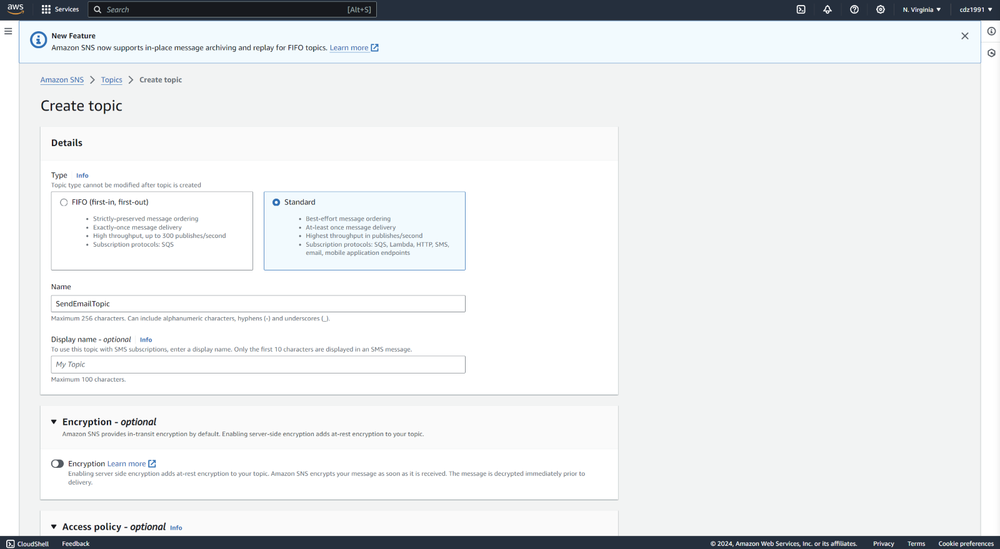 aws
Services
Search
[Alt+S]
N. Virginia
cdz1991
New Feature
Amazon SNS now supports in-place message archiving and replay for FIFO topics. Learn more
Amazon SNS
Topics
Create topic
Create topic
Details
Type
Info
Topic type cannot be modified after topic is created
FIFO (first-in, first-out)
Strictly-preserved message ordering
Exactly-once message delivery
High throughput, up to 300 publishes/second
Subscription protocols: SQS
Standard
Best-effort message ordering
At-least once message delivery
Highest throughput in publishes/second
Subscription protocols: SQS, Lambda, HTTP, SMS,
email, mobile application endpoints
Name
SendEmailTopic
Maximum 256 characters. Can include alphanumeric characters, hyphens (-) and underscores (_).
Display name - optional
Info
To use this topic with SMS subscriptions, enter a display name. Only the first 10 characters are displayed in an SMS message.
My Topic
Maximum 100 characters.
Encryption - optional
Amazon SNS provides in-transit encryption by default. Enabling server-side encryption adds at-rest encryption to your topic.
Encryption Learn more
Enabling server side encryption adds at-rest encryption to your topic. Amazon SNS encrypts your message as soon as it is received. The message is decrypted immediately prior to
delivery.
Access policy - optional
Info
CloudShell
Feedback
© 2024, Amazon Web Services, Inc. or its affiliates.
Privacy
Terms
Cookie preferences